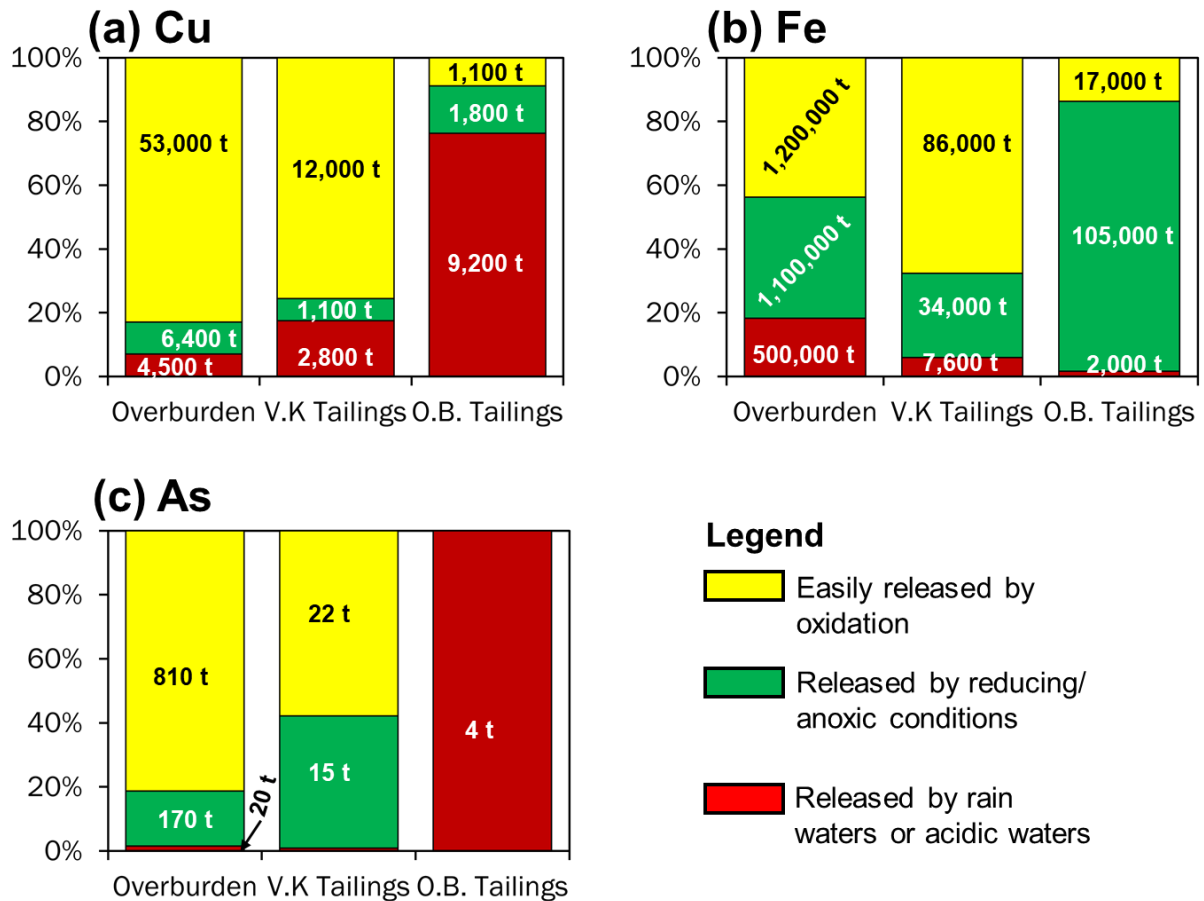 (a) Cu
100%
80%
60%
40%
20%
0%
53,000 t
6,400 t
4,500 t
12,000 t
1,100 t
2,800 t
1,100 t
1,800 t
9,200 t
Overburden V.K Tailings O.B. Tailings
(b) Fe
100%
80%
60%
40%
20%
0%
1,200,000 t
1,100,000 t
500,000 t
86,000 t
34,000 t
7,600 t
17,000 t
105,000 t
2,000 t
Overburden V.K Tailings O.B. Tailings
(c) As
100%
80%
60%
40%
20%
0%
810 t
170 t
20 t
22 t
15 t
4 t
Overburden V.K Tailings O.B. Tailings
Legend
Easily released by
oxidation
Released by reducing/
anoxic conditions
Released by rain
waters or acidic waters